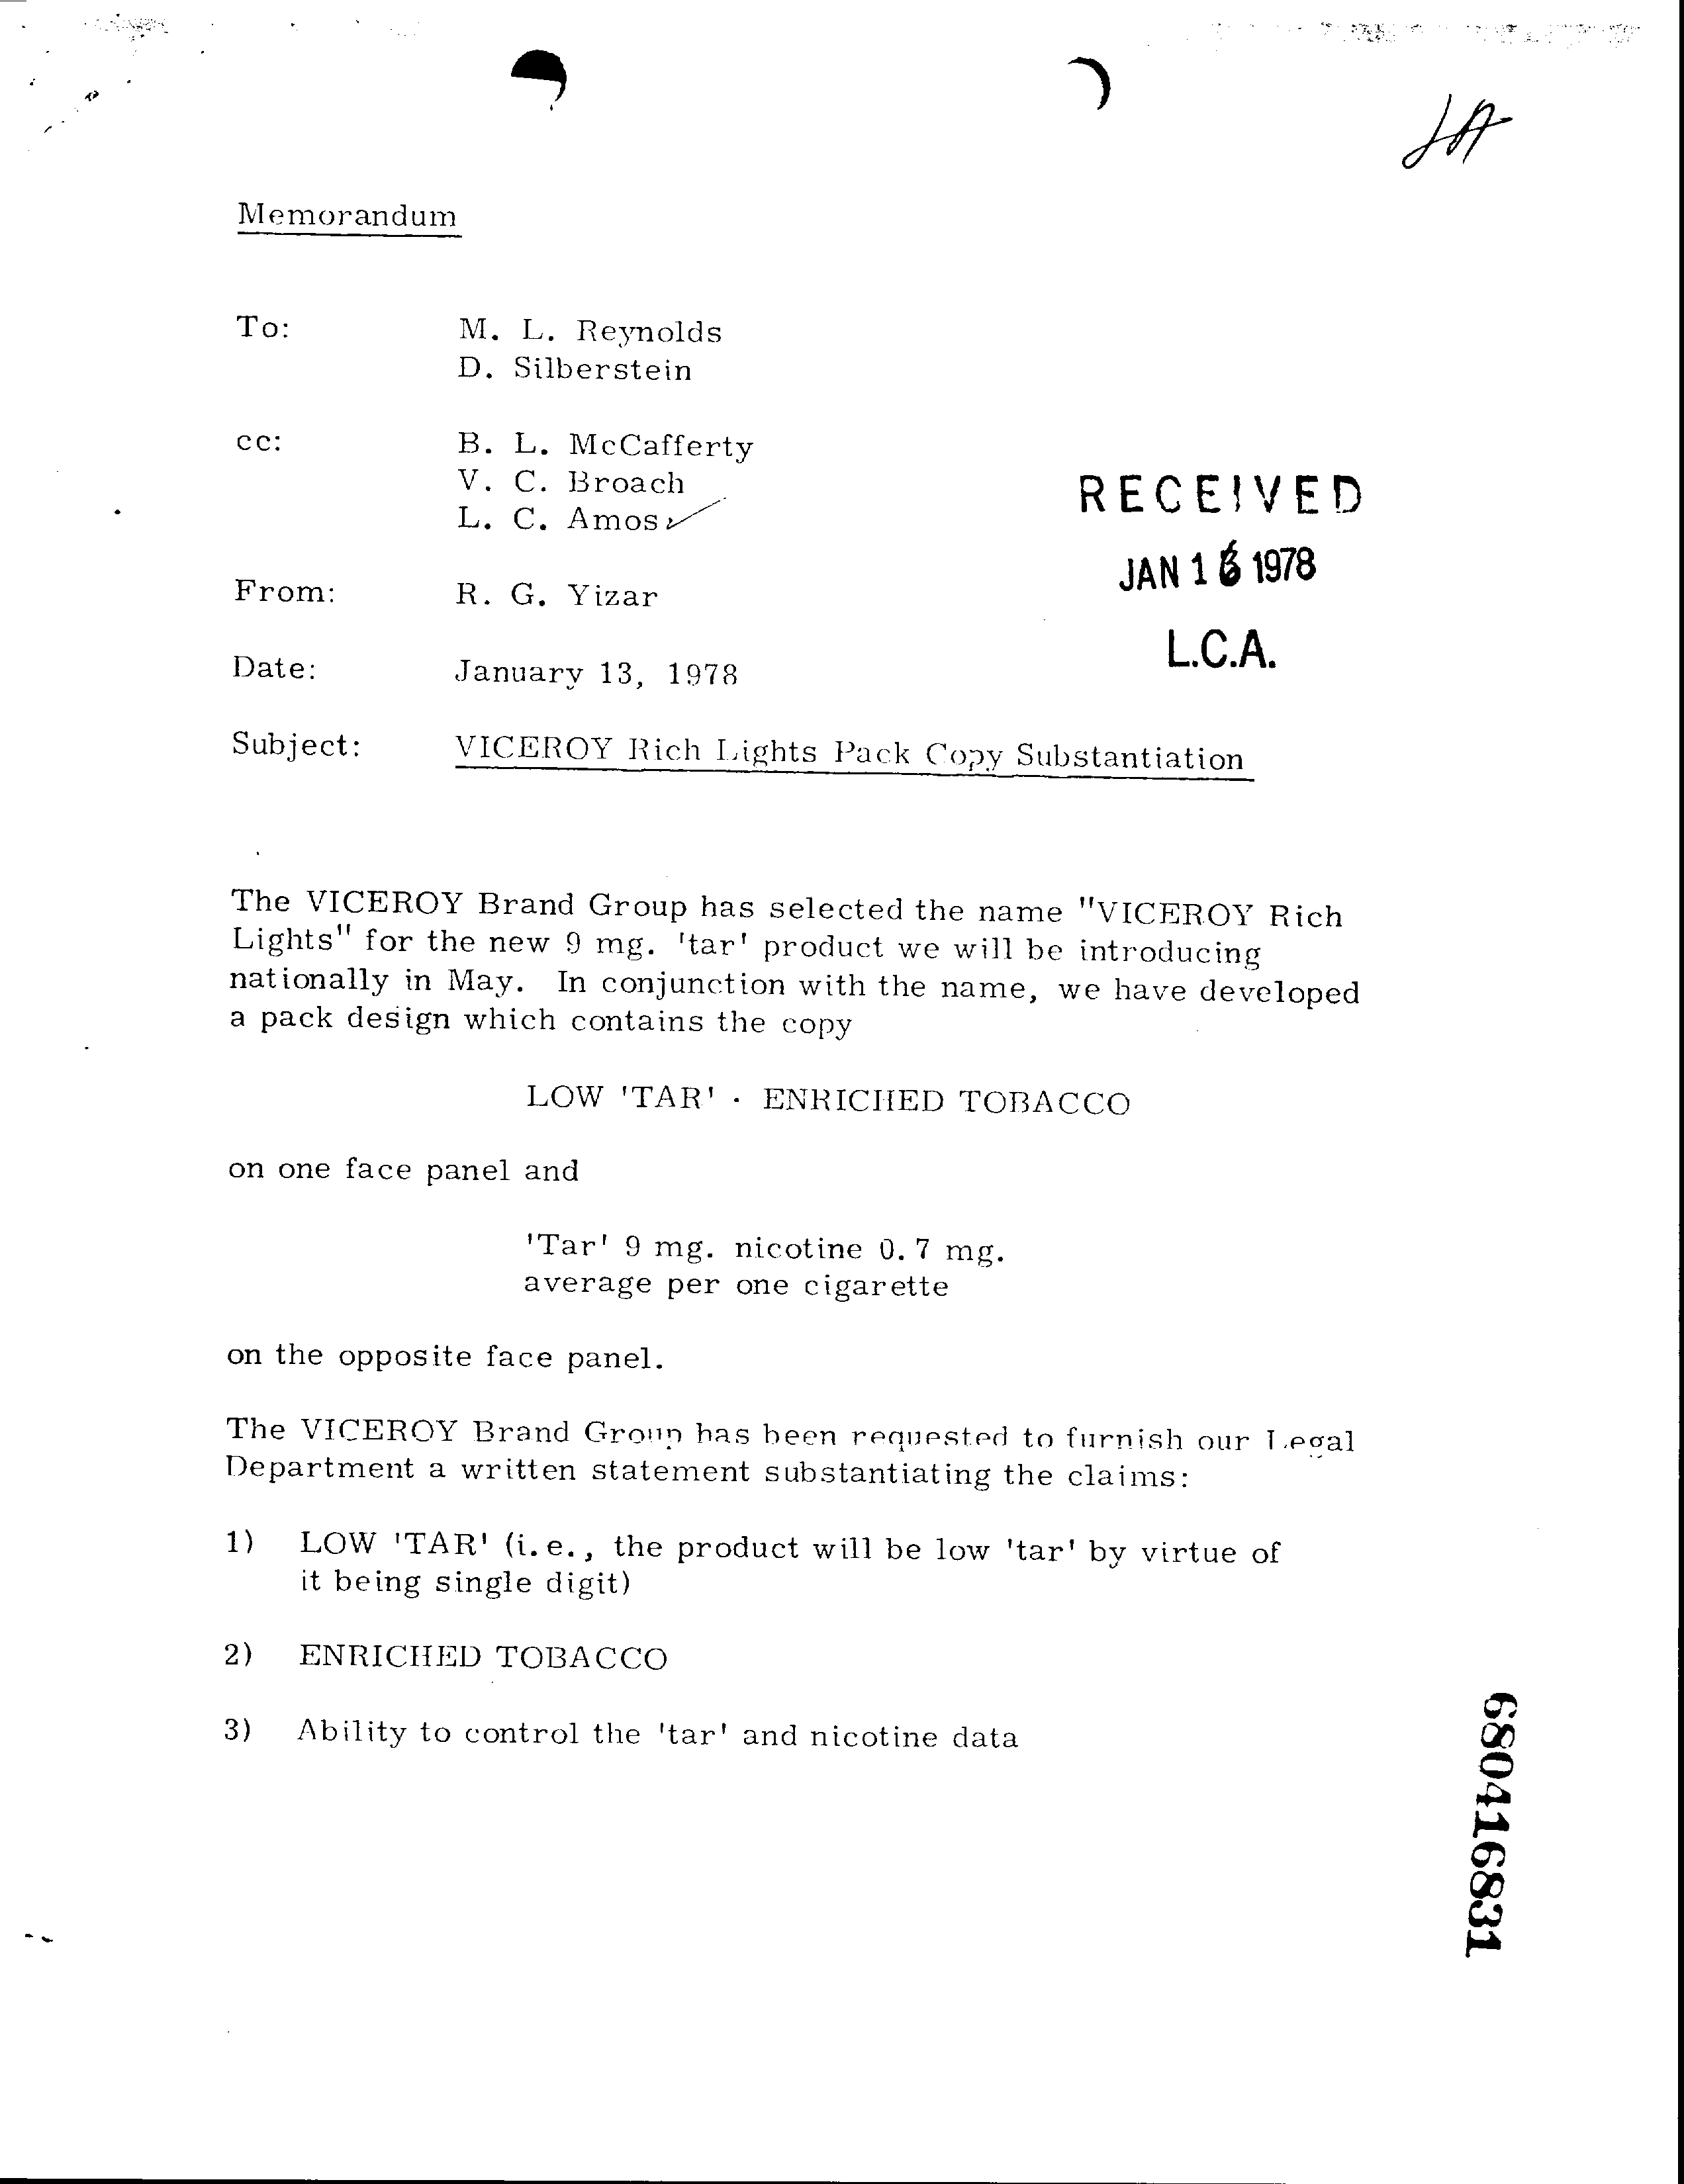 Memorandum
To: M. L. Reynolds
D. Silberstein
cc: B. L. McCafferty
V. C. Broach
L. C. Amos
RECEIVED
JAN 16 1978
L.C.A.
From: R. G. Yizar
Date: January 13, 1978
Subject: VICEROY Rich Lights Pack Copy Substantiation
The VICEROY Brand Group has selected the name "VICEROY Rich
Lights" for the new 9 mg. 'tar' product we will be introducing
nationally in May. In conjunction with the name, we have developed
a pack design which contains the copy
LOW 'TAR' · ENRICHED TOBACCO
on one face panel and
'Tar' 9 mg. nicotine 0.7 mg.
average per one cigarette
on the opposite face panel.
The VICEROY Brand Group has been requested to furnish our Legal
Department a written statement substantiating the claims:
1) LOW 'TAR' (i.e., the product will be low 'tar' by virtue of
it being single digit)
2) ENRICHED TOBACCO
3) Ability to control the 'tar' and nicotine data
680416831